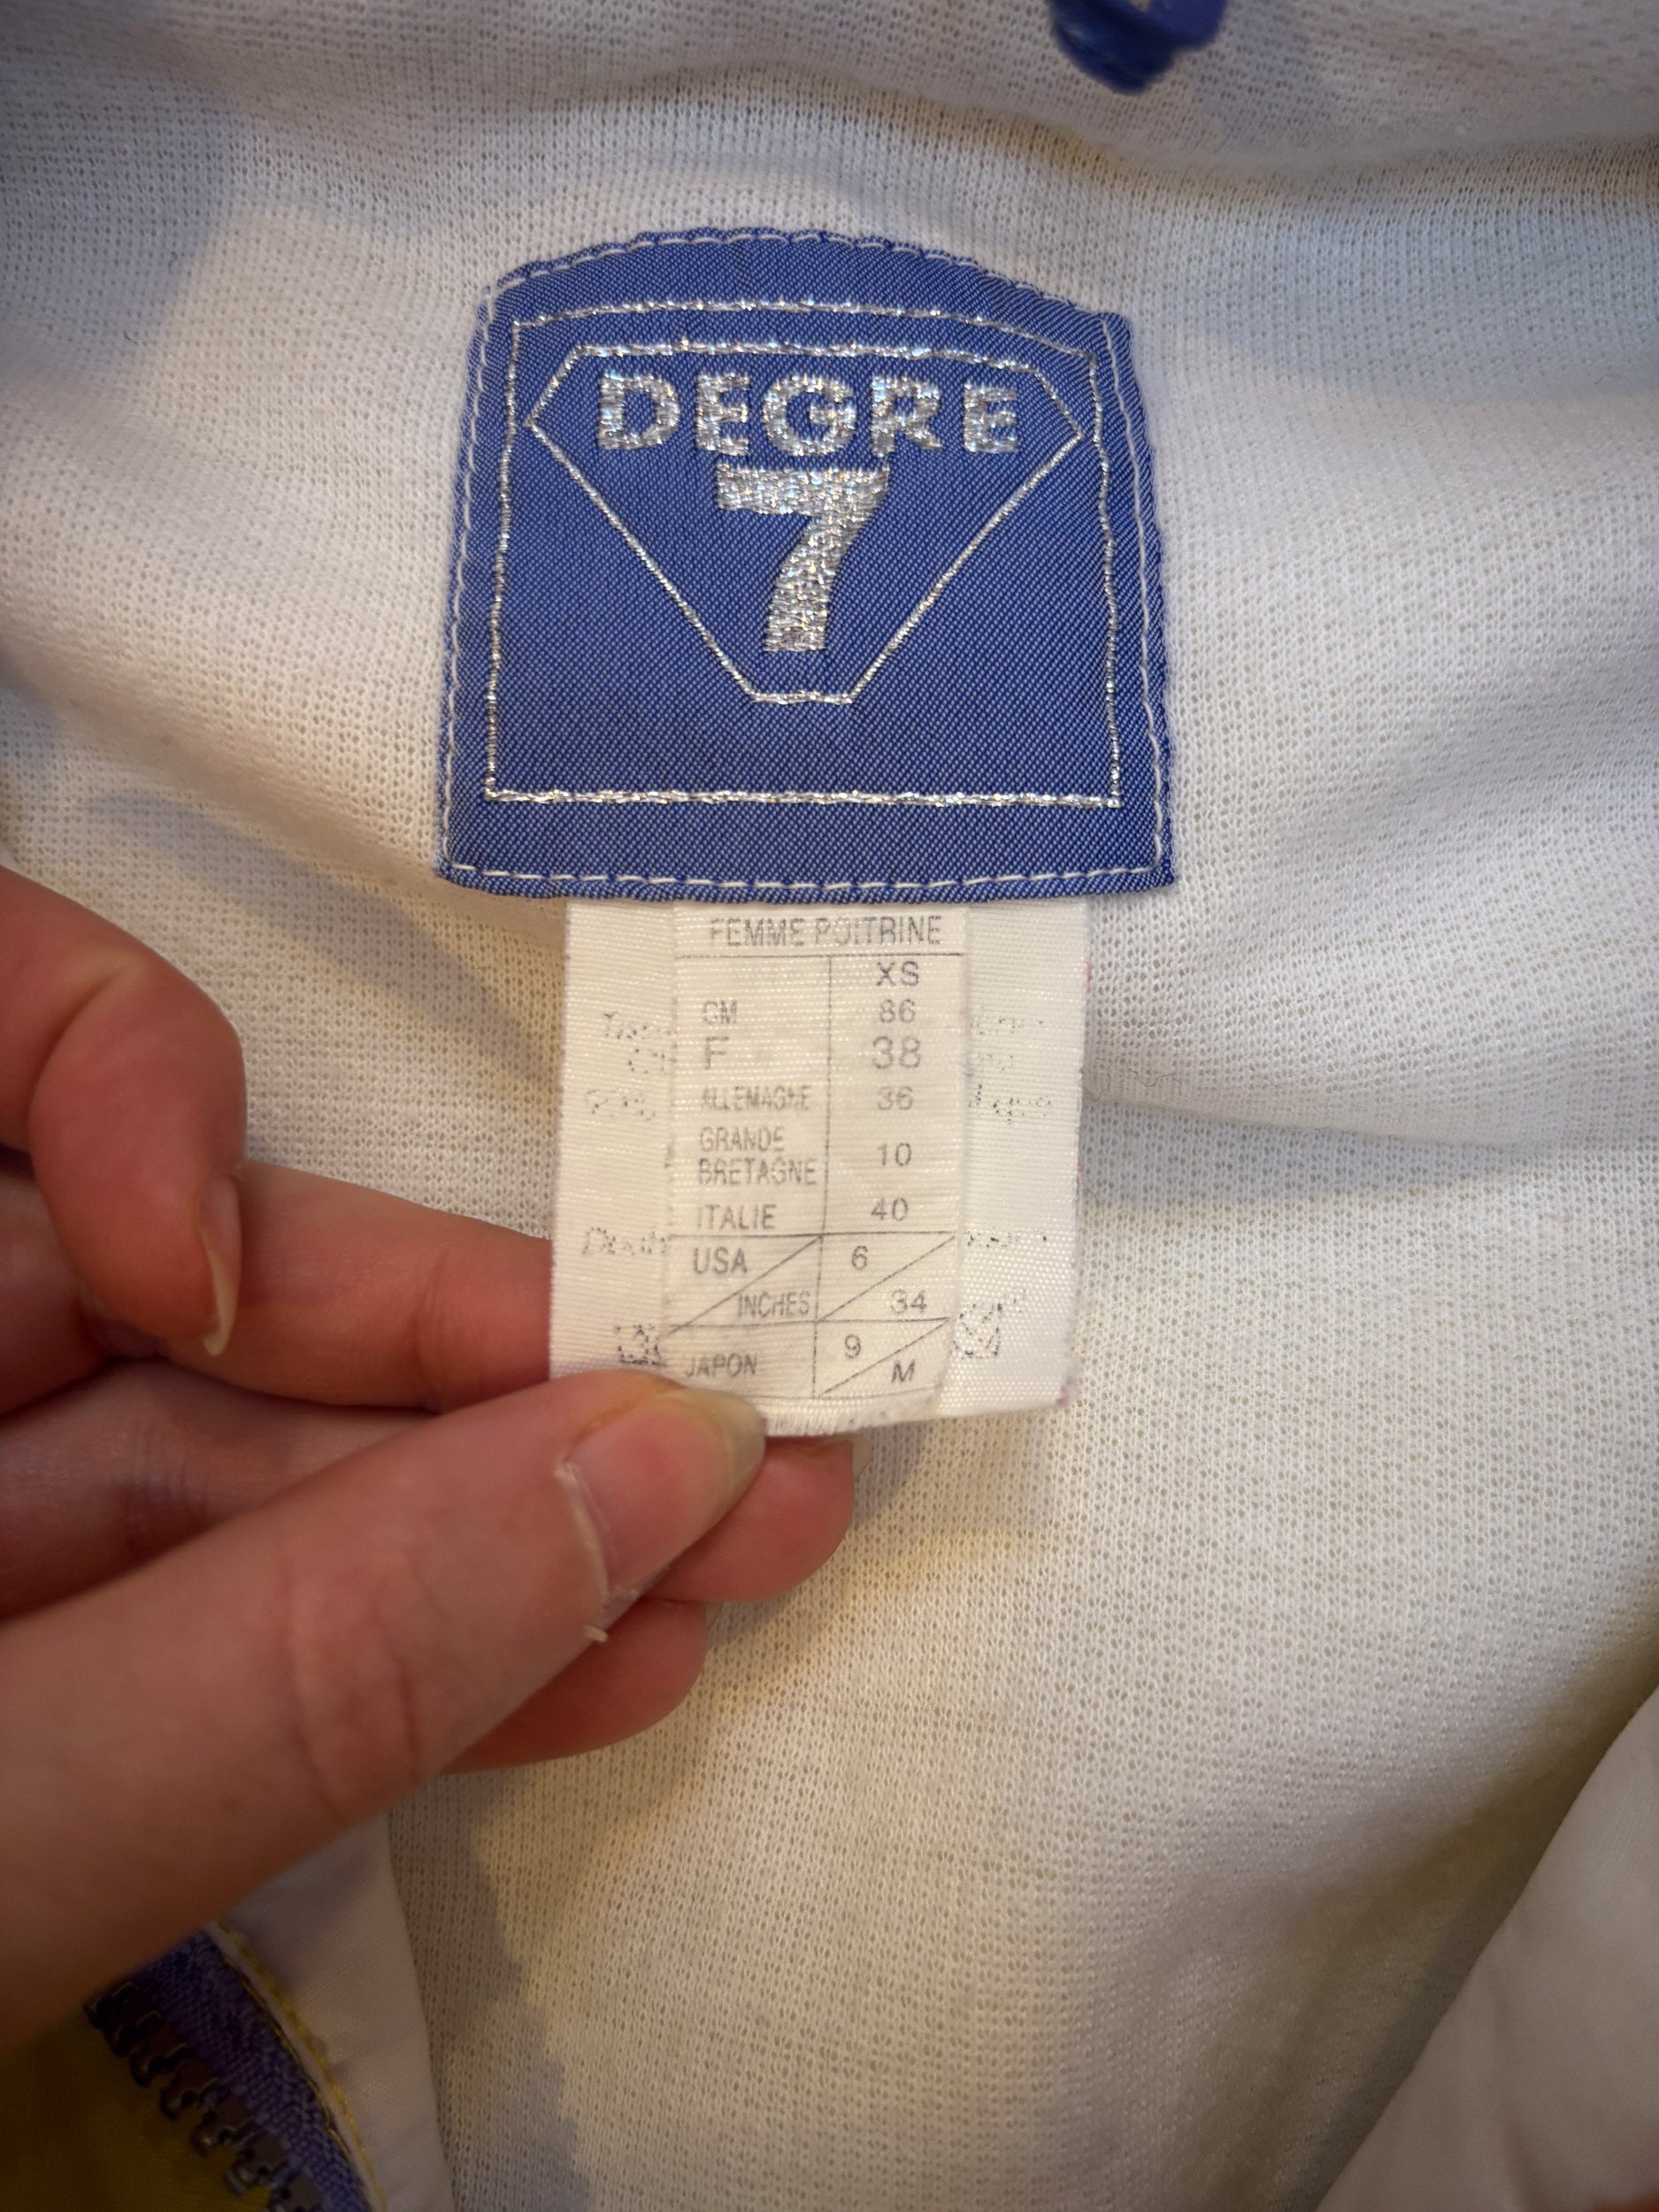 DEGRE
7
FEMME POITRINE
XS
CM 86
F 38
ALLEMAGNE 36
GRANDE
BRETAGNE 10
ITALIE 40
USA 6
INCHES 34
JAPON 9
M